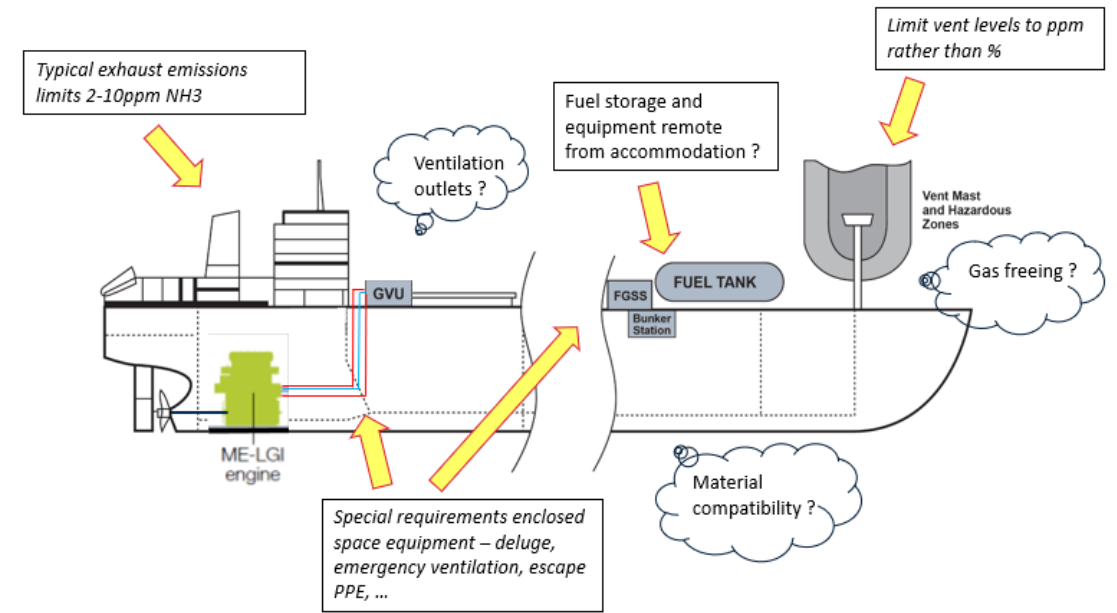 Limit vent levels to ppm
rather than %
Typical exhaust emissions
limits 2-10ppm NH3
Fuel storage and
equipment remote
from accommodation ?
Ventilation
outlets ?
Vent Mast
and Hazardous
Zones
Gas freeing ?
GVU
FGSS
FUEL TANK
Bunker
Station
ME-LGI
engine
Material
compatibility ?
Special requirements enclosed
space equipment – deluge,
emergency ventilation, escape
PPE, ...